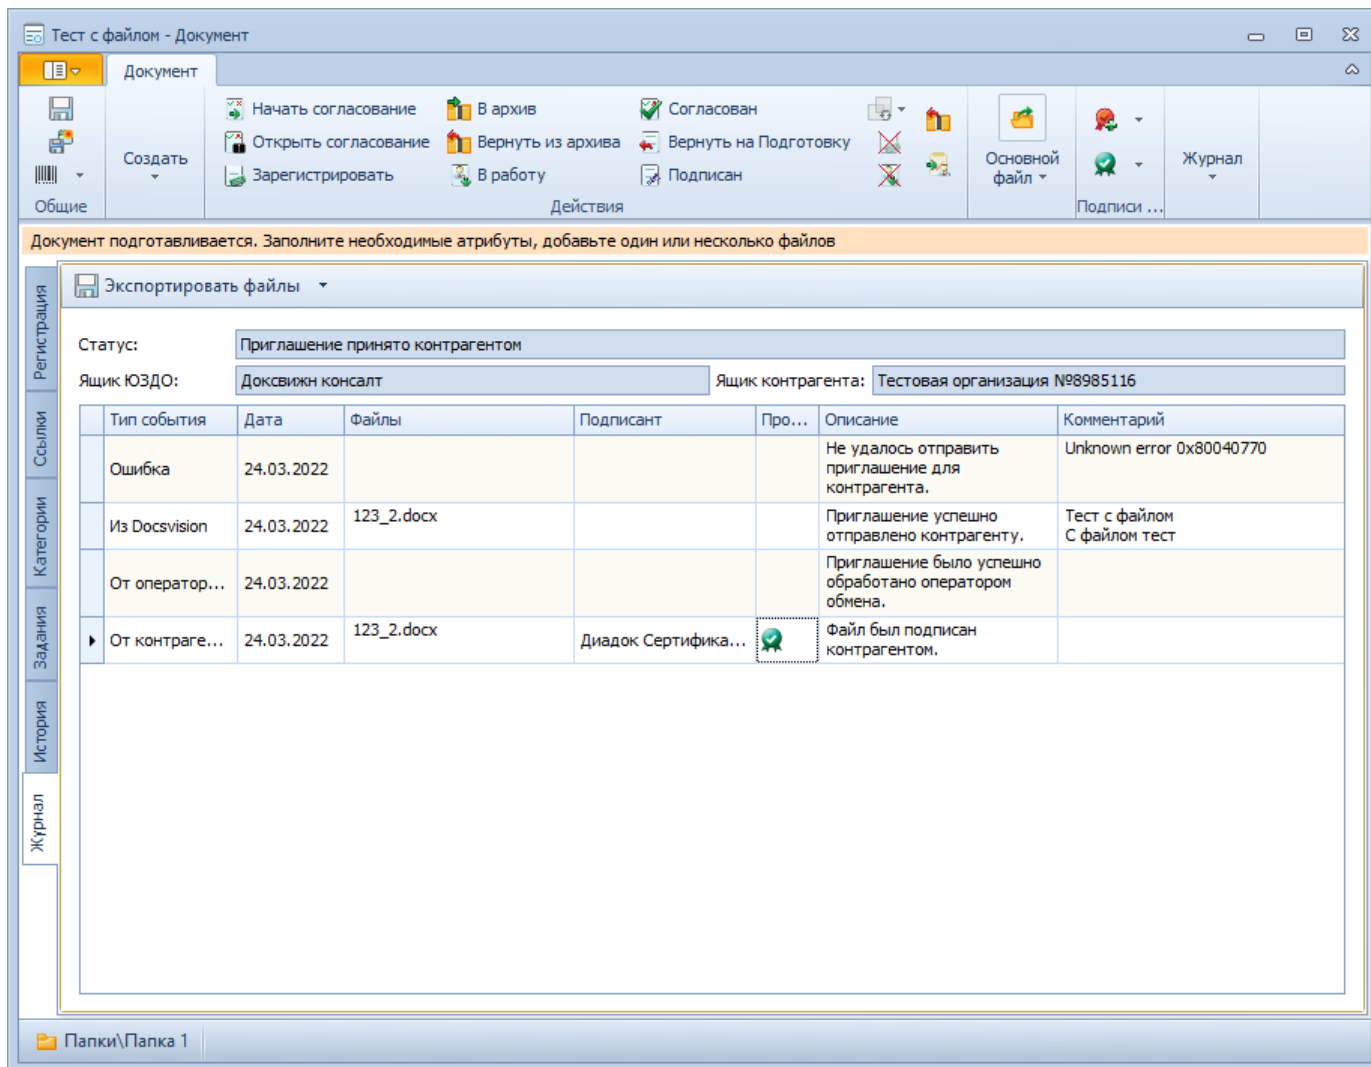 Тест с файлом - Документ
Документ
Начать согласование
Открыть согласование
Зарегистрировать
В архив
Вернуть из архива
В работу
Согласован
Вернуть на Подготовку
Подписан
Создать
Основной
файл
Журнал
Общие
Действия
Подписи ...
Документ подготавливается. Заполните необходимые атрибуты, добавьте один или несколько файлов
Регистрация
Ссылки
Категории
Задания
История
Журнал
Экспортировать файлы
Статус: Приглашение принято контрагентом
Ящик ЮЗДО: Доксвижн консалт Ящик контрагента: Тестовая организация №8985116
Тип события Дата Файлы Подписант Про... Описание Комментарий
Ошибка 24.03.2022
Не удалось отправить
приглашение для
контрагента.
Unknown error 0x80040770
Из Docsvision 24.03.2022 123_2.docx
Приглашение успешно
отправлено контрагенту.
Тест с файлом
С файлом тест
От оператор... 24.03.2022
Приглашение было успешно
обработано оператором
обмена.
От контраге... 24.03.2022 123_2.docx Диадок Сертифика...
Файл был подписан
контрагентом.
Папки\Папка 1